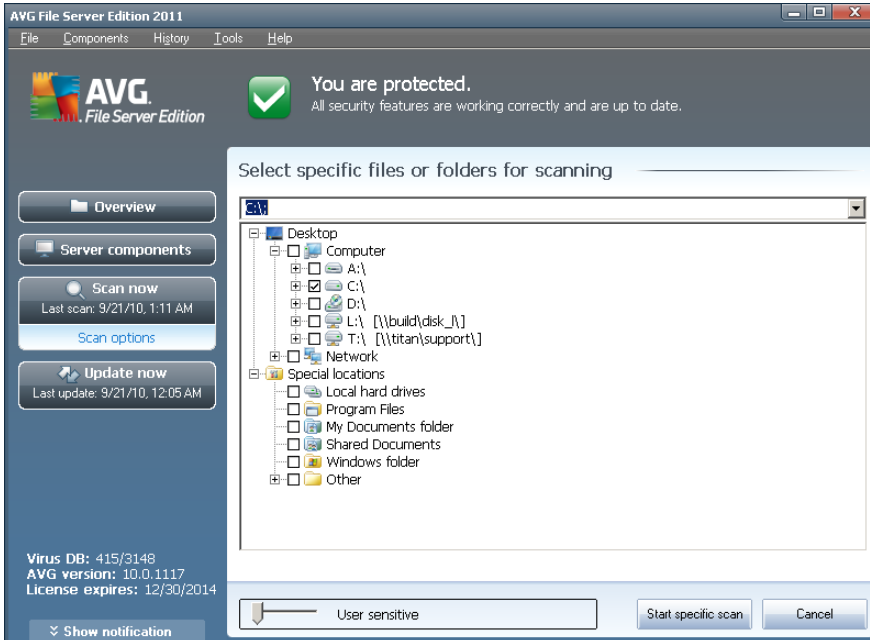 AVG File Server Edition 2011
File Components History Tools Help
AVG.
File Server Edition
You are protected.
All security features are working correctly and are up to date.
Overview
Server components
Scan now
Last scan: 9/21/10, 1:11 AM
Scan options
Update now
Last update: 9/21/10, 12:05 AM
Virus DB: 415/3148
AVG version: 10.0.1117
License expires: 12/30/2014
Show notification
Select specific files or folders for scanning
C:\;
Desktop
Computer
A:\
C:\
D:\
L:\ [\\build\disk_l\]
T:\ [\\titan\support\]
Network
Special locations
Local hard drives
Program Files
My Documents folder
Shared Documents
Windows folder
Other
User sensitive
Start specific scan
Cancel